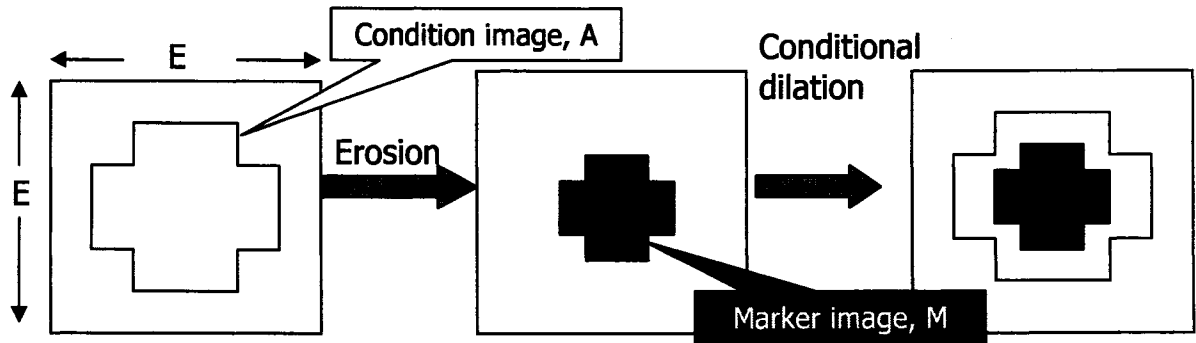 Condition image, A
E
E
Erosion
Conditional
dilation
Marker image, M